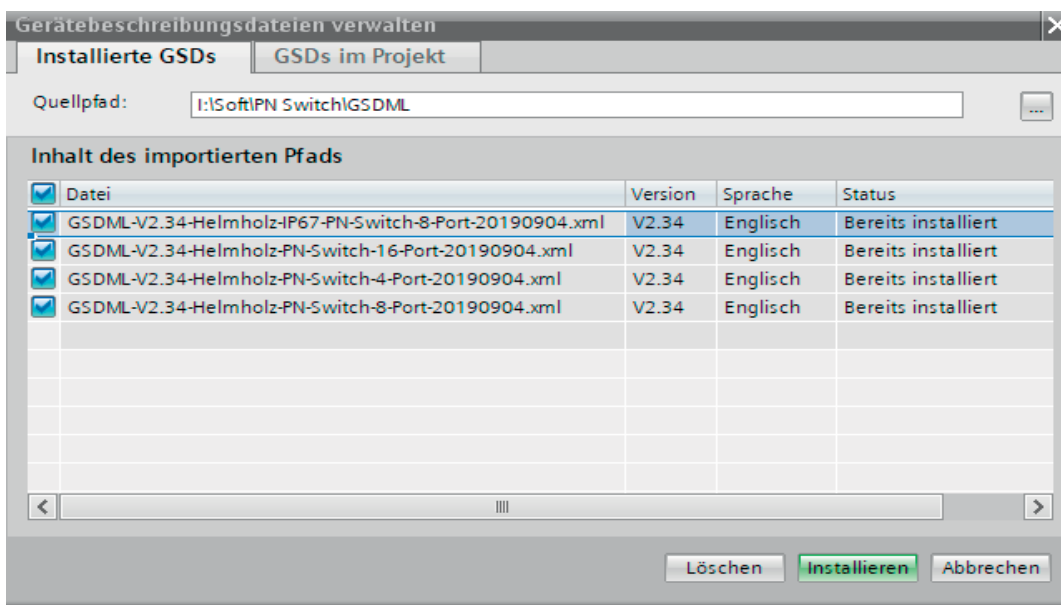 Gerätebeschreibungsdateien verwalten
Installierte GSDs GSDs im Projekt
Quellpfad: I:\Soft\PN Switch\GSDML ...
Inhalt des importierten Pfads
Datei Version Sprache Status
GSDML-V2.34-Helmholz-IP67-PN-Switch-8-Port-20190904.xml V2.34 Englisch Bereits installiert
GSDML-V2.34-Helmholz-PN-Switch-16-Port-20190904.xml V2.34 Englisch Bereits installiert
GSDML-V2.34-Helmholz-PN-Switch-4-Port-20190904.xml V2.34 Englisch Bereits installiert
GSDML-V2.34-Helmholz-PN-Switch-8-Port-20190904.xml V2.34 Englisch Bereits installiert
Löschen Installieren Abbrechen